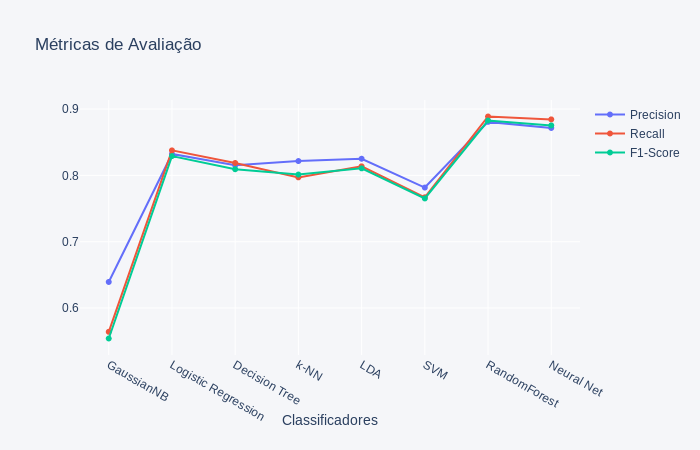 Métricas de Avaliação
0.9
0.8
0.7
0.6
Precision
Recall
F1-Score
GaussianNB
Logistic Regression
Decision Tree
k-NN
LDA
SVM
RandomForest
Neural Net
Classificadores